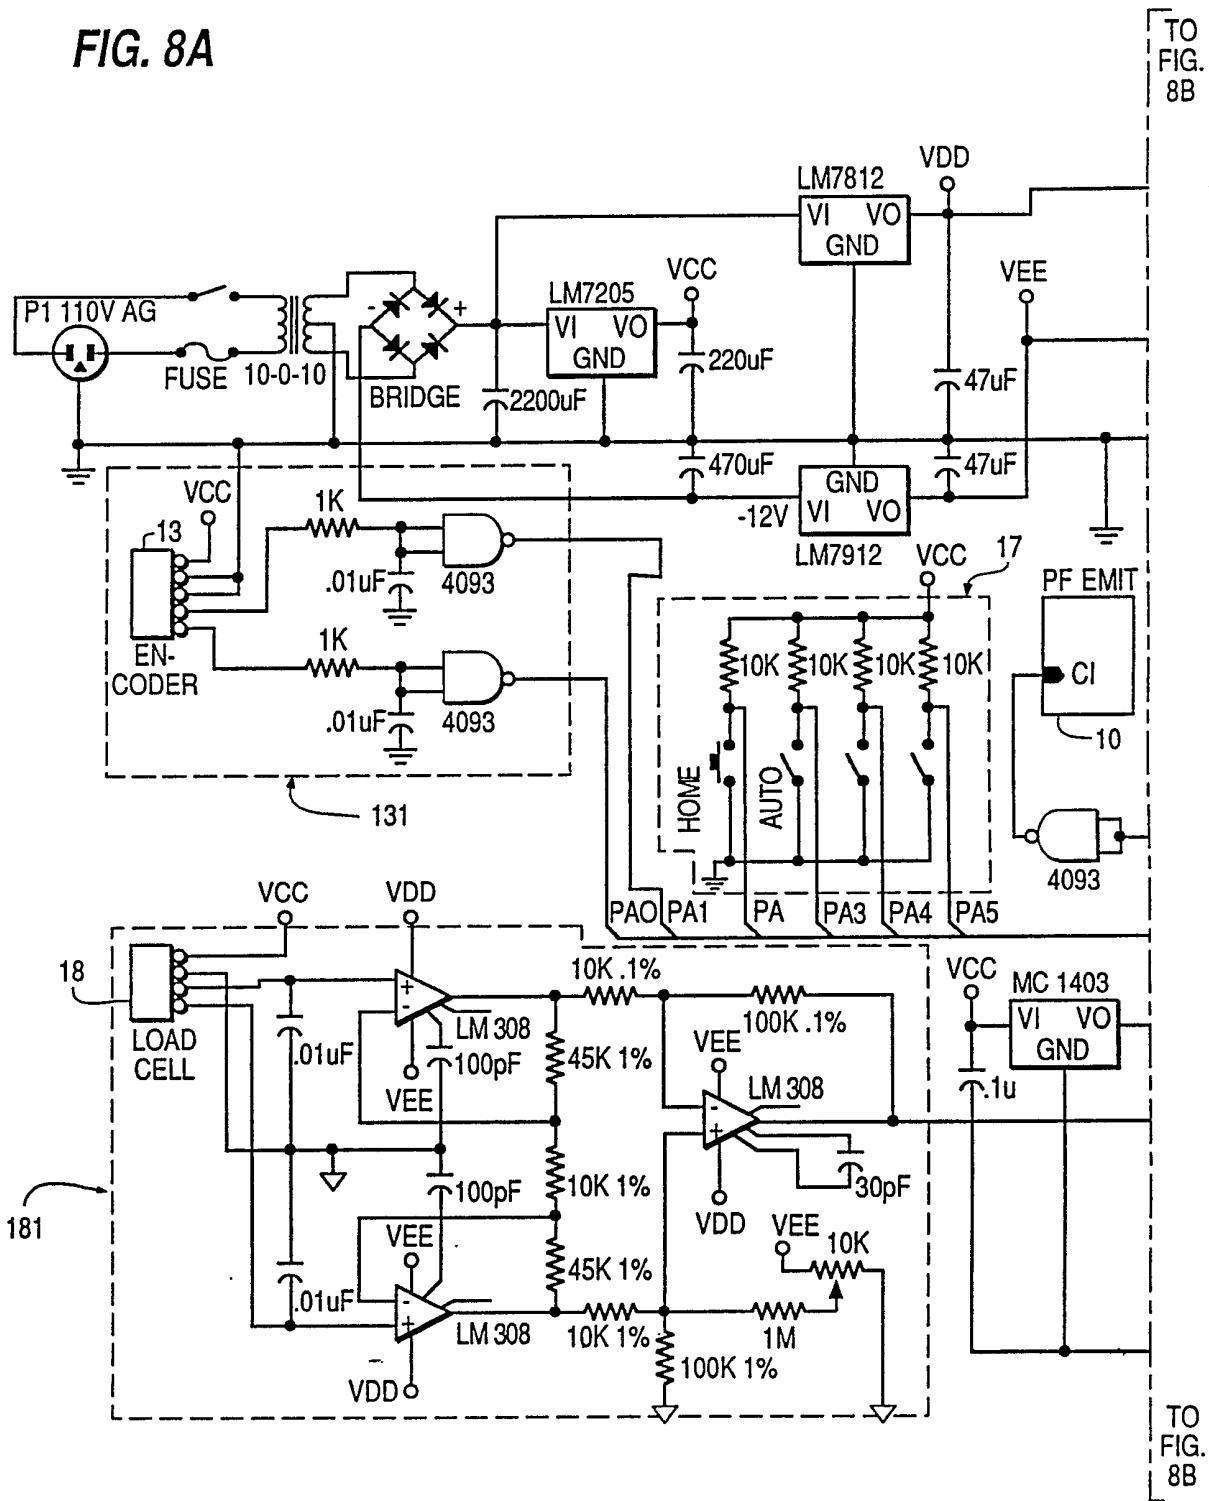 FIG. 8A
TO
FIG.
8B
VDD
LM7812
VI VO
GND
VEE
VCC
LM7205
VI VO
GND
P1 110V AG
- +
FUSE
10-0-10
BRIDGE
2200uF
220uF
47uF
470uF
47uF
GND
-12V
VI VO
LM7912
VCC
13
1K
.01uF
4093
EN-
CODER
1K
.01uF
4093
131
VCC
17
10K
10K
10K
10K
HOME
AUTO
PF EMIT
CI
10
4093
PAO
PA1
PA
PA3
PA4
PA5
VCC
VDD
18
LOAD
CELL
+
-
LM 308
.01uF
VEE
100pF
10K .1%
100K .1%
45K 1%
VEE
LM 308
-
+
30pF
VDD
VCC
MC 1403
VI VO
GND
.1u
181
100pF
10K 1%
VEE
45K 1%
.01uF
-
+
LM 308
VDD
10K 1%
100K 1%
VEE
10K
1M
TO
FIG.
8B